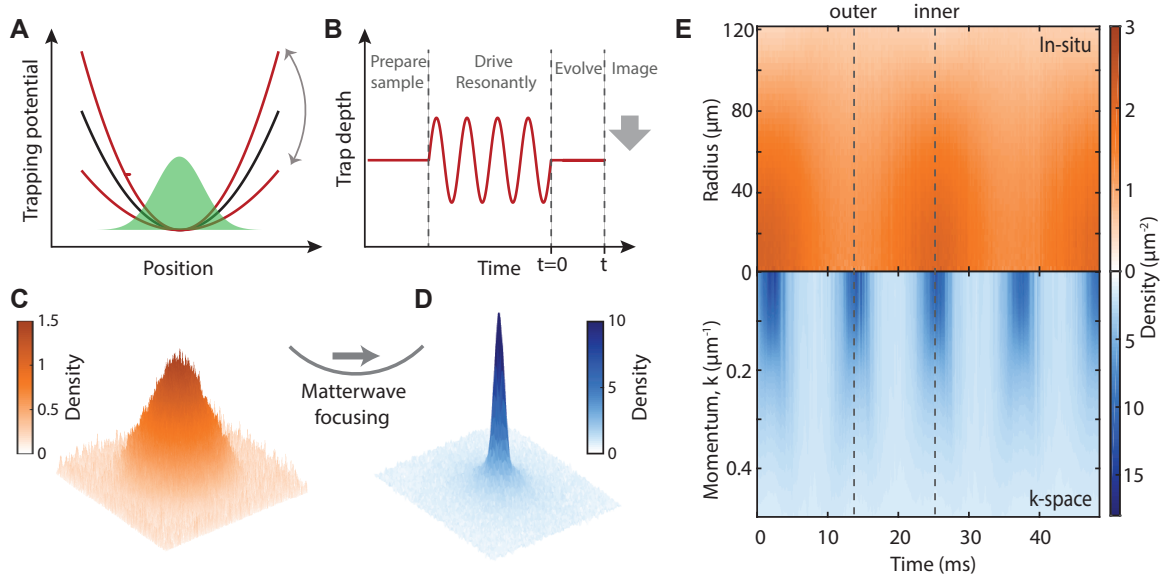 A
Trapping potential
Position
B
Trap depth
Prepare
sample
Drive
Resonantly
Evolve
Image
Time
t=0
t
C
1.5
1
0.5
0
Density
Matterwave
focusing
D
10
5
0
Density
E
outer
inner
In-situ
120
80
40
0
Radius (μm)
0.2
0.4
Momentum, k (μm⁻¹)
k-space
0
10
20
30
40
Time (ms)
3
2
1
0
5
10
15
Density (μm⁻²)